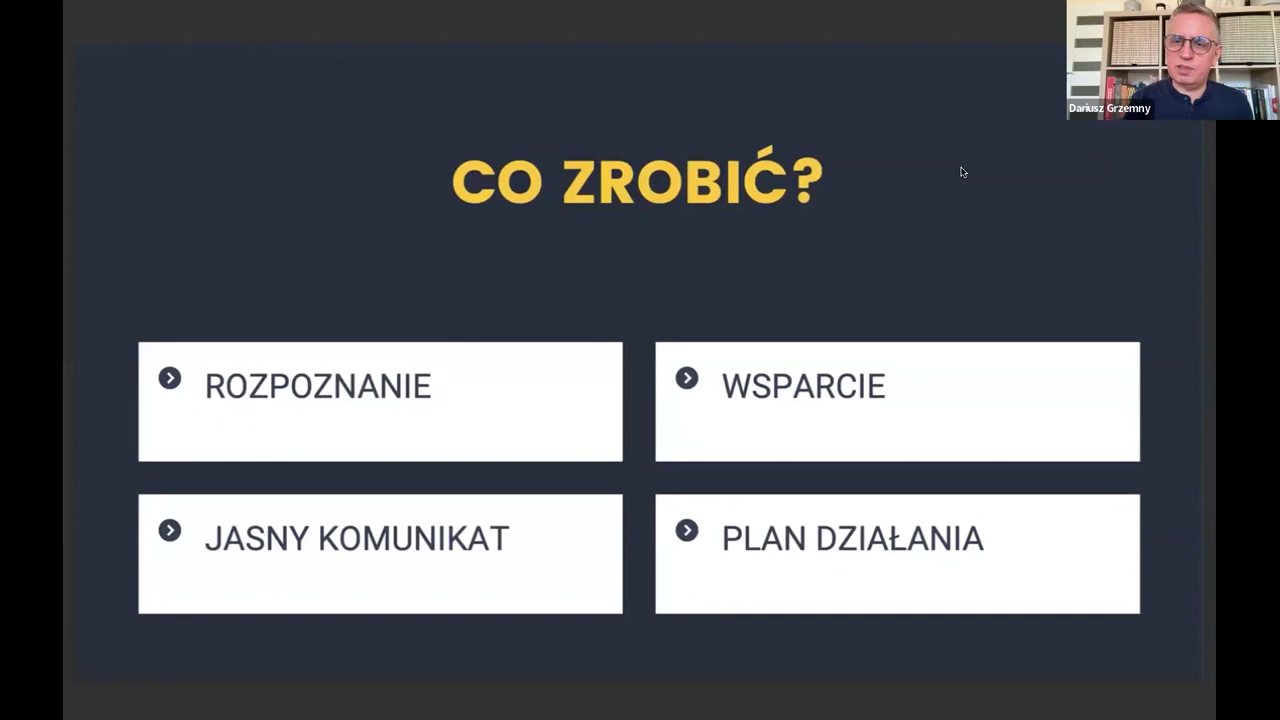 Dariusz Grzemny
CO ZROBIĆ?
ROZPOZNANIE
WSPARCIE
JASNY KOMUNIKAT
PLAN DZIAŁANIA